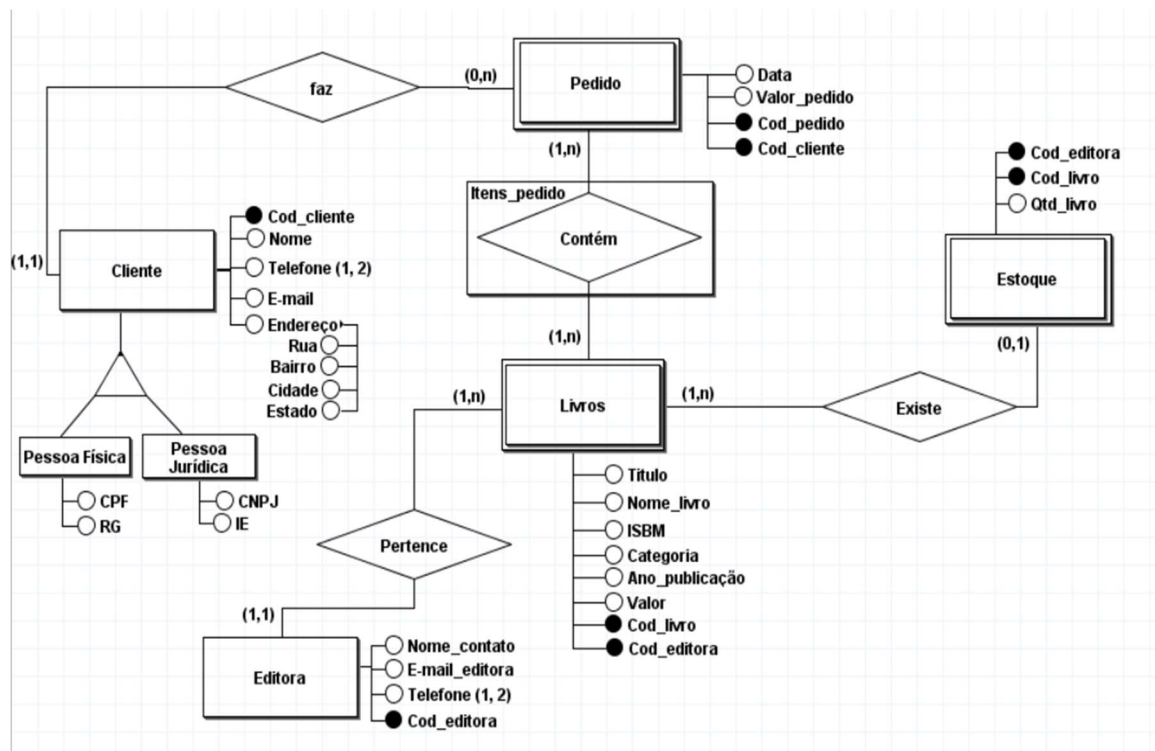 faz
(0,n)
Pedido
Data
Valor_pedido
Cod_pedido
Cod_cliente
(1,n)
Itens_pedido
Contém
(1,n)
Cod_editora
Cod_livro
Qtd_livro
Estoque
(0,1)
(1,1)
Cliente
Cod_cliente
Nome
Telefone (1, 2)
E-mail
Endereço
Rua
Bairro
Cidade
Estado
Pessoa Física
CPF
RG
Pessoa
Jurídica
CNPJ
IE
(1,n)
Livros
(1,n)
Existe
Titulo
Nome_livro
ISBM
Categoria
Ano_publicação
Valor
Cod_livro
Cod_editora
Pertence
(1,1)
Editora
Nome_contato
E-mail_editora
Telefone (1, 2)
Cod_editora